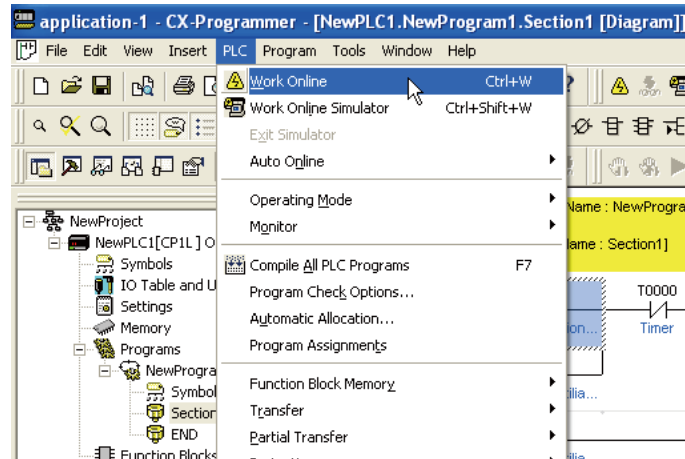 application-1 - CX-Programmer - [NewPLC1.NewProgram1.Section1 [Diagram]]
File Edit View Insert PLC Program Tools Window Help
Work Online Ctrl+W
Work Online Simulator Ctrl+Shift+W
Exit Simulator
Auto Online
Operating Mode
Monitor
Compile All PLC Programs F7
Program Check Options...
Automatic Allocation...
Program Assignments
Function Block Memory
Transfer
Partial Transfer
NewProject
NewPLC1[CP1L] O
Symbols
IO Table and U
Settings
Memory
Programs
NewProgra
Symbol
Section
END
Function Blocks
Name : NewProgra
Name : Section1]
T0000
on... Timer
ilia...